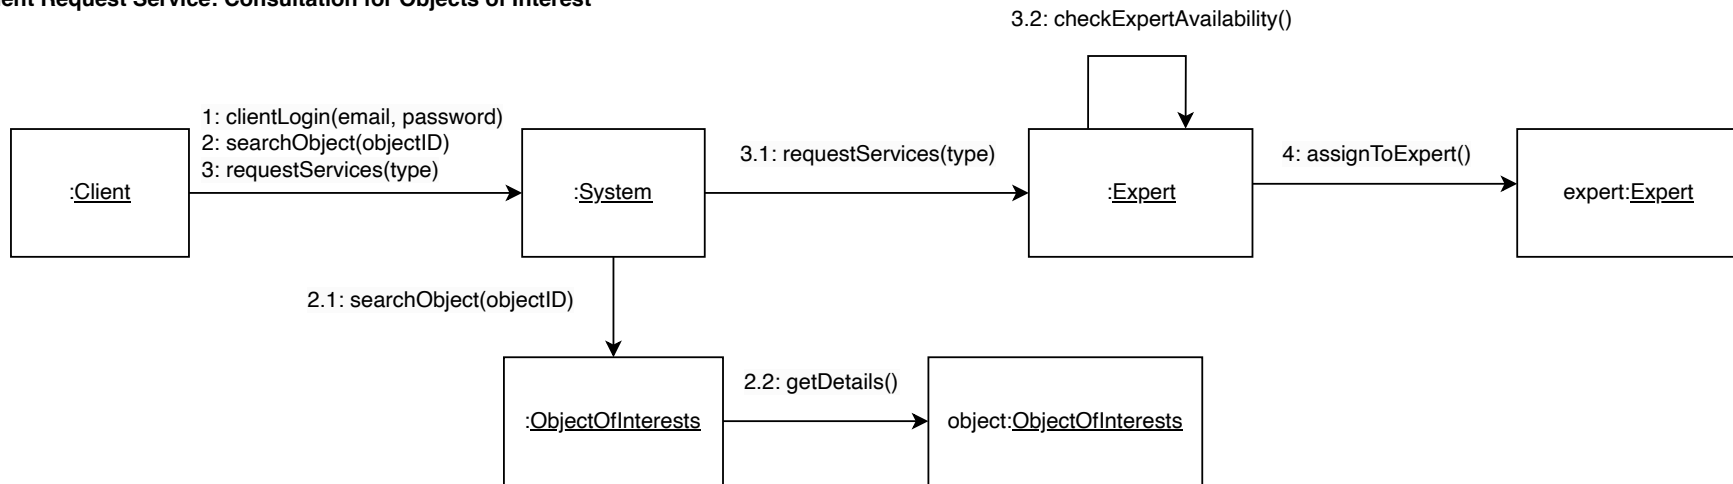 Request Service: Consultation for Objects of Interest
3.2: checkExpertAvailability()
1: clientLogin(email, password)
2: searchObject(objectID)
3: requestServices(type)
3.1: requestServices(type)
4: assignToExpert()
:Client
:System
:Expert
expert:Expert
2.1: searchObject(objectID)
2.2: getDetails()
:ObjectOfInterests
object:ObjectOfInterests